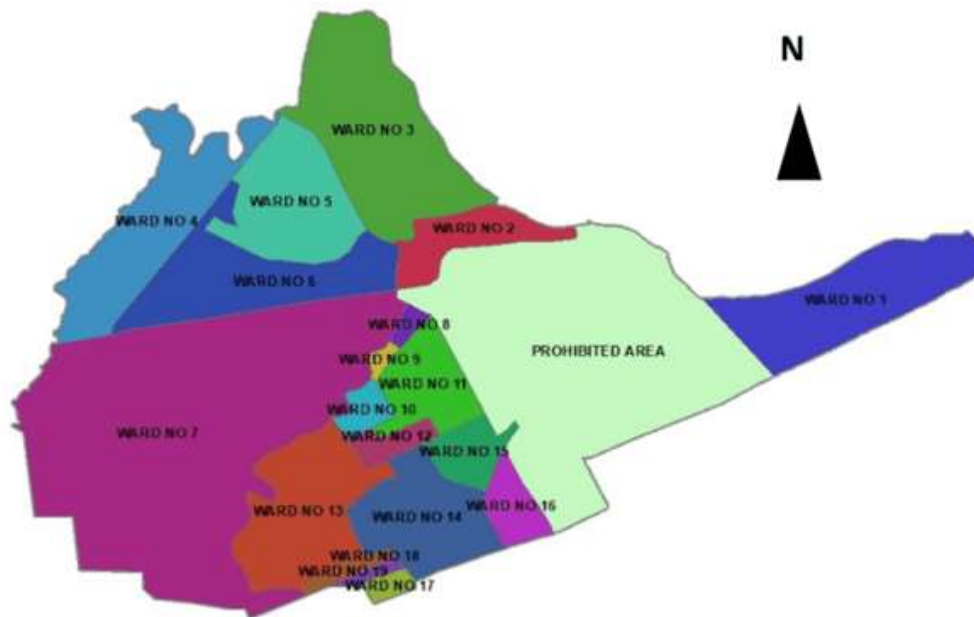 N
WARD NO 3
WARD NO 5
WARD NO 4
WARD NO 2
WARD NO 6
WARD NO 1
WARD NO 8
PROHIBITED AREA
WARD NO 9
WARD NO 11
WARD NO 10
WARD NO 7
WARD NO 12
WARD NO 15
WARD NO 16
WARD NO 13
WARD NO 14
WARD NO 18
WARD NO 19
WARD NO 17